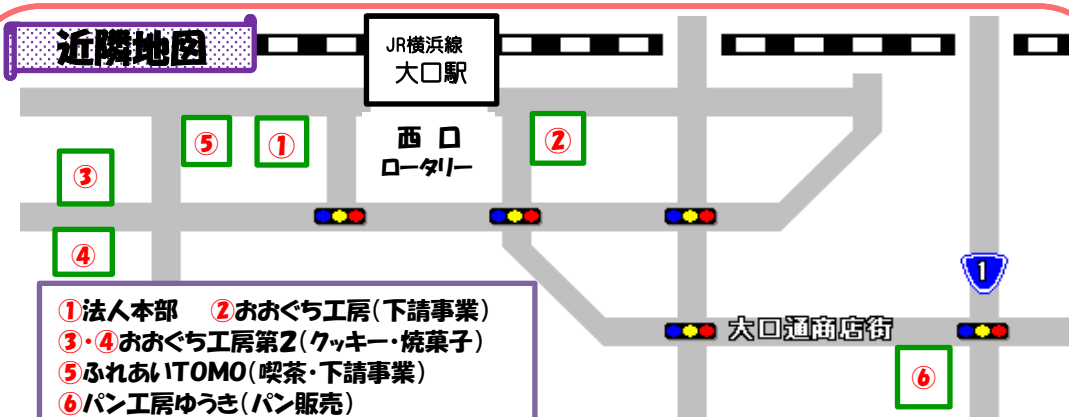 近隣地図
JR横浜線
大口駅
⑤
①
西口
ロータリー
②
③
④
1
①法人本部 ②おおぐち工房(下請事業)
③・④おおぐち工房第2(クッキー・焼菓子)
⑤ふれあいTOMO(喫茶・下請事業)
⑥パン工房ゆうき(パン販売)
大口通商店街
⑥